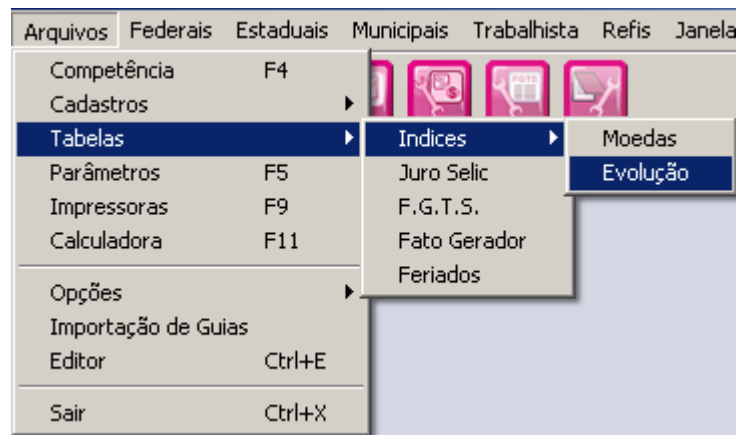 Arquivos Federais Estaduais Municipais Trabalhista Refis Janela
Competência F4
Cadastros
Tabelas
Parâmetros F5
Impressoras F9
Calculadora F11
Opções
Importação de Guias
Editor Ctrl+E
Sair Ctrl+X
FGTS
Indices
Juro Selic
F.G.T.S.
Fato Gerador
Feriados
Moedas
Evolução